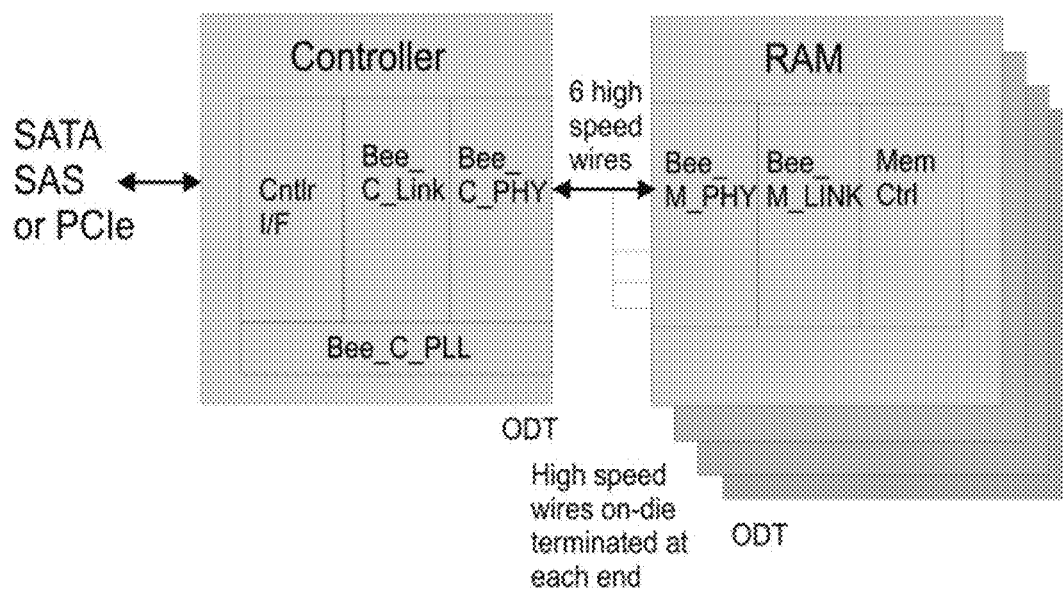 Controller
RAM
6 high
speed
wires
SATA
SAS
or PCIe
Cntlr
I/F
Bee_
C_Link
Bee_
C_PHY
Bee_
M_PHY
Bee_
M_LINK
Mem
Ctrl
Bee_C_PLL
ODT
High speed
wires on-die
terminated at
each end
ODT